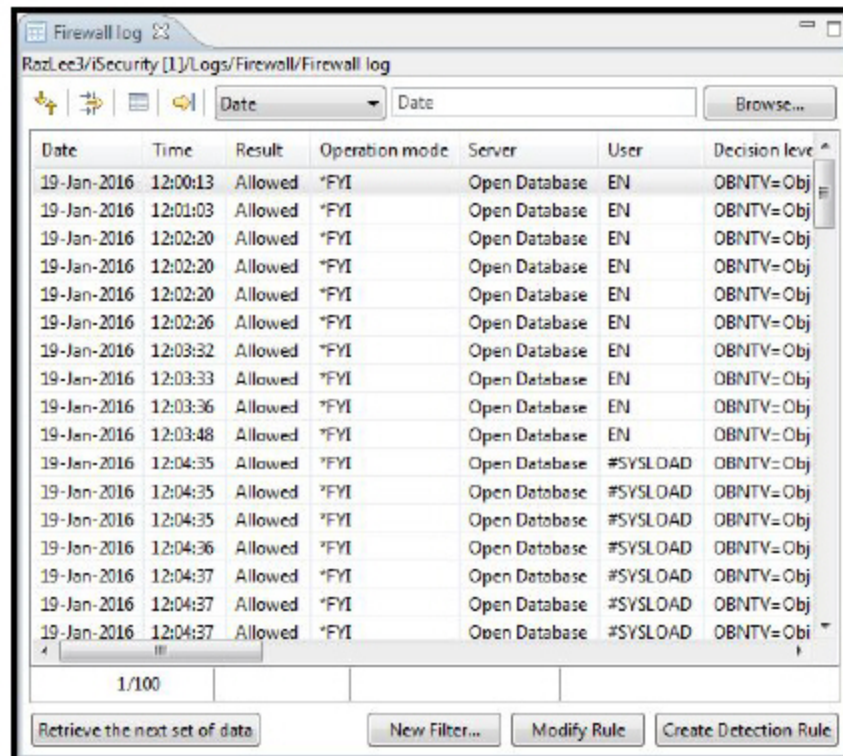 Firewall log
RazLee3/iSecurity [1]/Logs/Firewall/Firewall log
Date Date Browse...
Date Time Result Operation mode Server User Decision leve
19-Jan-2016 12:00:13 Allowed *FYI Open Database EN OBNTV=Obj
19-Jan-2016 12:01:03 Allowed *FYI Open Database EN OBNTV=Obj
19-Jan-2016 12:02:20 Allowed *FYI Open Database EN OBNTV=Obj
19-Jan-2016 12:02:20 Allowed *FYI Open Database EN OBNTV=Obj
19-Jan-2016 12:02:20 Allowed *FYI Open Database EN OBNTV=Obj
19-Jan-2016 12:02:26 Allowed *FYI Open Database EN OBNTV=Obj
19-Jan-2016 12:03:32 Allowed *FYI Open Database EN OBNTV=Obj
19-Jan-2016 12:03:33 Allowed *FYI Open Database EN OBNTV=Obj
19-Jan-2016 12:03:36 Allowed *FYI Open Database EN OBNTV=Obj
19-Jan-2016 12:03:48 Allowed *FYI Open Database EN OBNTV=Obj
19-Jan-2016 12:04:35 Allowed *FYI Open Database #SYSLOAD OBNTV=Obj
19-Jan-2016 12:04:35 Allowed *FYI Open Database #SYSLOAD OBNTV=Obj
19-Jan-2016 12:04:35 Allowed *FYI Open Database #SYSLOAD OBNTV=Obj
19-Jan-2016 12:04:36 Allowed *FYI Open Database #SYSLOAD OBNTV=Obj
19-Jan-2016 12:04:37 Allowed *FYI Open Database #SYSLOAD OBNTV=Obj
19-Jan-2016 12:04:37 Allowed *FYI Open Database #SYSLOAD OBNTV=Obj
19-Jan-2016 12:04:37 Allowed *FYI Open Database #SYSLOAD OBNTV=Obj
1/100
Retrieve the next set of data New Filter... Modify Rule Create Detection Rule